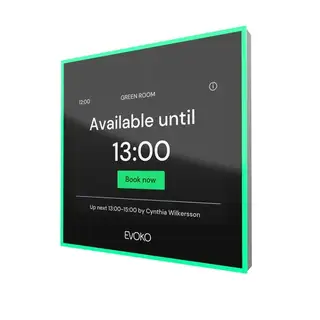 GREEN ROOM
12:00
Available until
13:00
Book now
Up next 13:00-15:00 by Cynthia Wilkersson
EVOKO